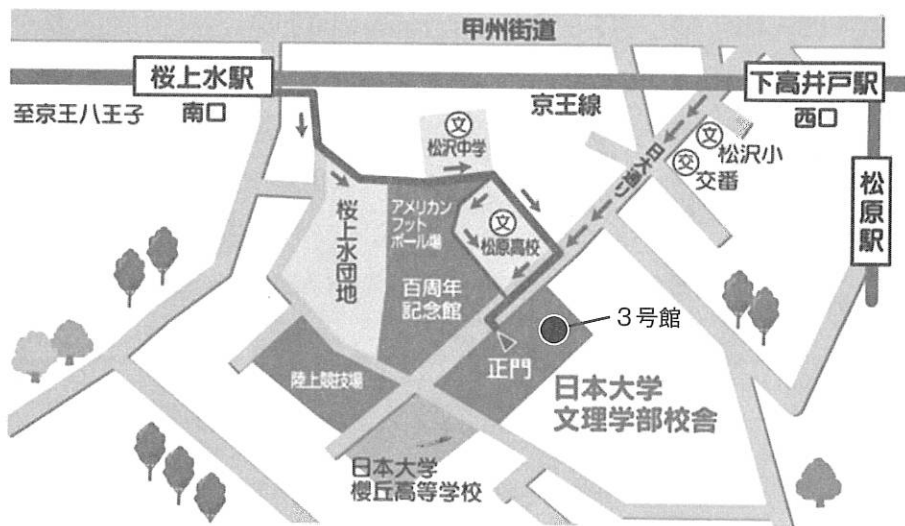 甲州街道
桜上水駅
下高井戸駅
至京王八王子
南口
京王線
西口
文
松沢中学
日大通り
文
松沢小
交
交番
松原駅
アメリカン
フット
ボール場
文
松原高校
桜上水団地
百周年
記念館
3号館
正門
陸上競技場
日本大学
文理学部校舎
日本大学
櫻丘高等学校